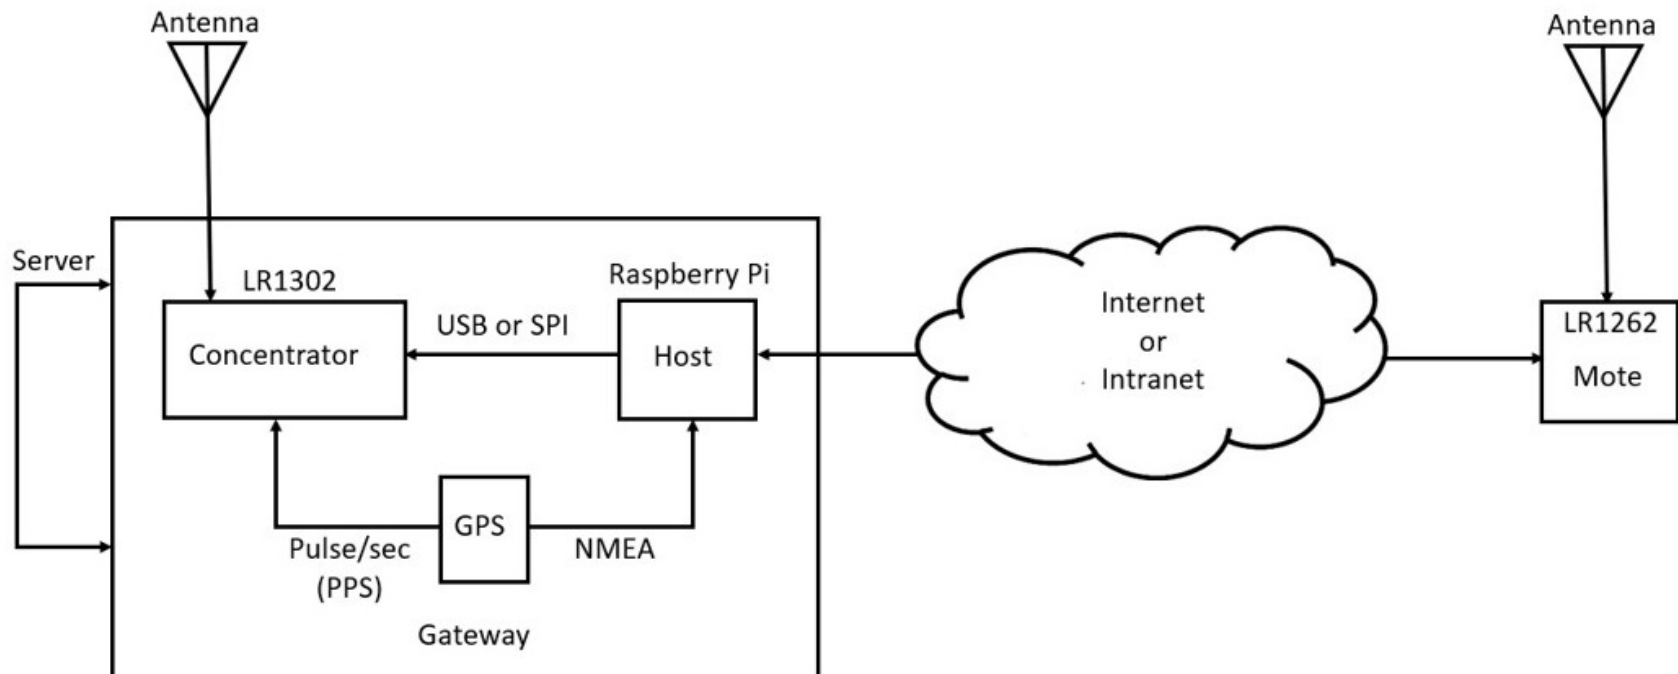 Antenna
Antenna
Server
LR1302
Raspberry Pi
Concentrator
USB or SPI
Host
Internet
or
Intranet
LR1262
Mote
GPS
Pulse/sec
(PPS)
NMEA
Gateway